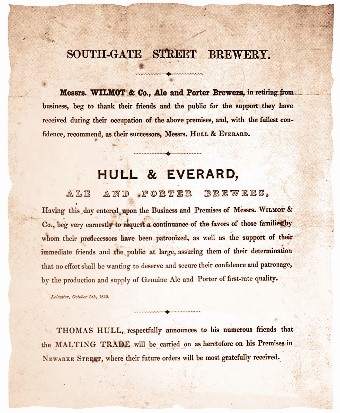 SOUTH-GATE STREET BREWERY.
Messrs. WILMOT & Co., Ale and Porter Brewers, in retiring from
business, beg to thank their friends and the public for the support they have
received during their occupation of the above premises, and, with the fullest con-
fidence, recommend, as their successors, Messrs. HULL & EVERARD.
HULL & EVERARD,
ALE AND PORTER BREWERS,
Having this day entered upon the Business and Premises of Messrs. WILMOT &
Co., beg very earnestly to request a continuance of the favors of those families by
whom their predecessors have been patronized, as well as the support of their
immediate friends and the public at large, assuring them of their determination
that no effort shall be wanting to deserve and secure their confidence and patronage,
by the production and supply of Genuine Ale and Porter of first-rate quality.
Leicester, October 5th,
THOMAS HULL, respectfully announces to his numerous friends that
the MALTING TRADE will be carried on as heretofore on his Premises in
NEWARKE STREET, where their future orders will be most gratefully received.